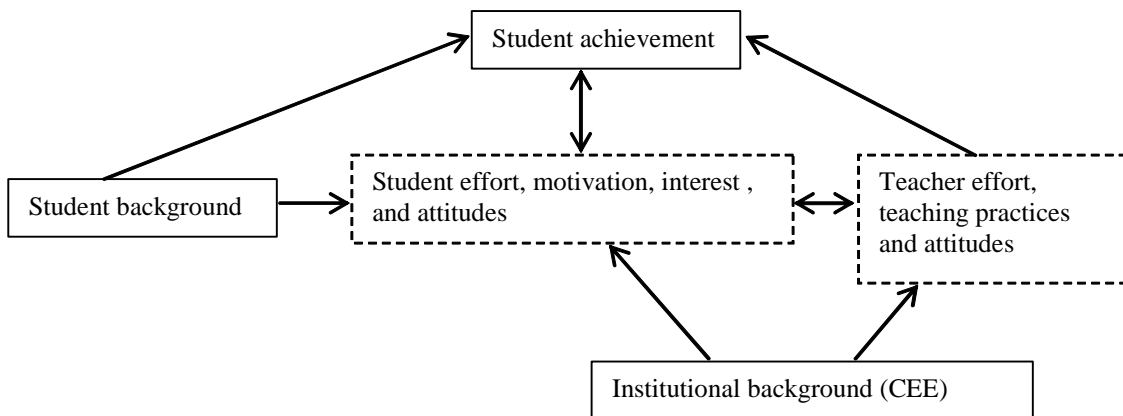 Student achievement
Student effort, motivation, interest ,
and attitudes
Teacher effort,
teaching practices
and attitudes
Student background
Institutional background (CEE)